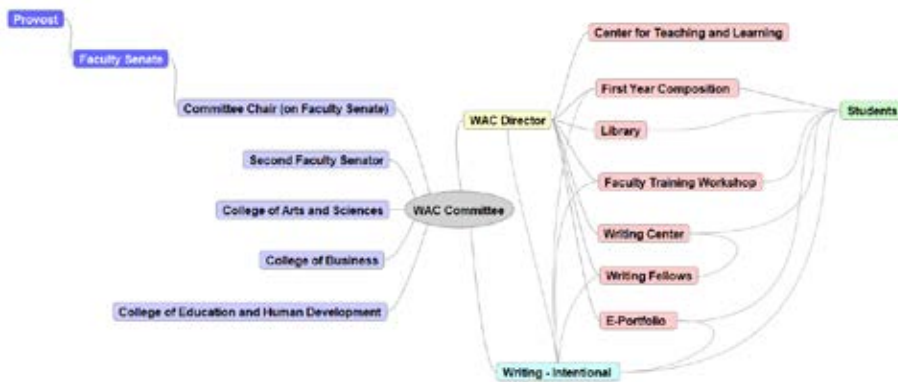 Provost
Faculty Senate
Committee Chair (on Faculty Senate)
Second Faculty Senator
College of Arts and Sciences
College of Business
College of Education and Human Development
WAC Committee
WAC Director
Writing - Intentional
Center for Teaching and Learning
First Year Composition
Library
Faculty Training Workshop
Writing Center
Writing Fellows
E-Portfolio
Students